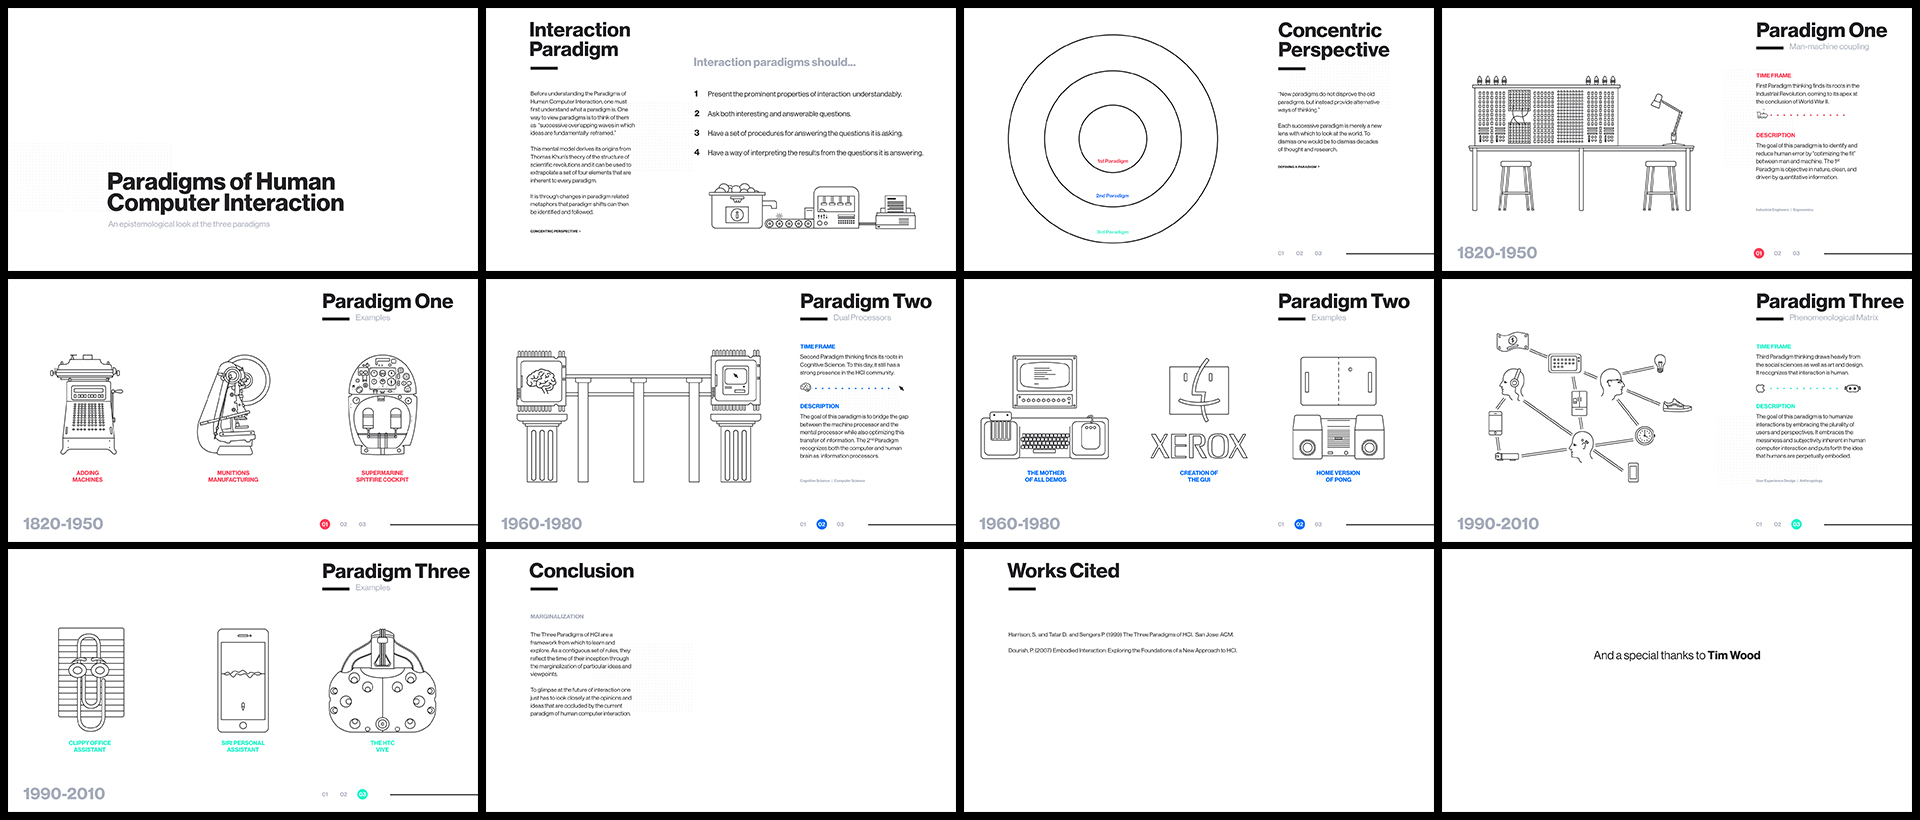 Paradigms of Human
Computer Interaction
An epistemological look at the three paradigms
Interaction
Paradigm
Before understanding the Paradigms of
Human Computer Interaction, one must
first understand what a paradigm is. One
way to view paradigms is to think of them
as "successive overlapping waves in which
ideas are fundamentally reframed."
This mental model derives its origins from
Thomas Khun's theory of the structure of
scientific revolutions and it can be used to
extrapolate a set of four elements that are
inherent to every paradigm.
It is through changes in paradigm related
metaphors that paradigm shifts can then
be identified and followed.
CONCENTRIC PERSPECTIVE >
Interaction paradigms should...
1 Present the prominent properties of interaction understandably.
2 Ask both interesting and answerable questions.
3 Have a set of procedures for answering the questions it is asking.
4 Have a way of interpreting the results from the questions it is answering.
1st Paradigm
2nd Paradigm
3rd Paradigm
Concentric
Perspective
"New paradigms do not disprove the old
paradigms, but instead provide alternative
ways of thinking."
Each successive paradigm is merely a new
lens with which to look at the world. To
dismiss one would be to dismiss decades
of thought and research.
DEFINING A PARADIGM >
01 02 03
Paradigm One
Man-machine coupling
TIME FRAME
First Paradigm thinking finds its roots in the
Industrial Revolution, coming to its apex at
the conclusion of World War II.
DESCRIPTION
The goal of this paradigm is to identify and
reduce human error by "optimizing the fit"
between man and machine. The 1st
Paradigm is objective in nature, clean, and
driven by quantitative information.
Industrial Engineers | Ergonomics
1820-1950
01 02 03
Paradigm One
Examples
ADDING
MACHINES
MUNITIONS
MANUFACTURING
SUPERMARINE
SPITFIRE COCKPIT
1820-1950
01 02 03
Paradigm Two
Dual Processors
TIME FRAME
Second Paradigm thinking finds its roots in
Cognitive Science. To this day, it still has a
strong presence in the HCI community.
DESCRIPTION
The goal of this paradigm is to bridge the gap
between the machine processor and the
mental processor while also optimizing this
transfer of information. The 2nd Paradigm
recognizes both the computer and human
brain as information processors.
Cognitive Science | Computer Science
1960-1980
01 02 03
Paradigm Two
Examples
XEROX
THE MOTHER
OF ALL DEMOS
CREATION OF
THE GUI
HOME VERSION
OF PONG
1960-1980
01 02 03
Paradigm Three
Phenomenological Matrix
TIME FRAME
Third Paradigm thinking draws heavily from
the social sciences as well as art and design.
It recognizes that interaction is human.
DESCRIPTION
The goal of this paradigm is to humanize
interactions by embracing the plurality of
users and perspectives. It embraces the
messiness and subjectivity inherent in human
computer interaction and puts forth the idea
that humans are perpetually embodied.
User Experience Design | Anthropology
1990-2010
01 02 03
Paradigm Three
Examples
CLIPPY OFFICE
ASSISTANT
SIRI PERSONAL
ASSISTANT
THE HTC
VIVE
1990-2010
01 02 03
Conclusion
MARGINALIZATION
The Three Paradigms of HCI are a
framework from which to learn and
explore. As a contiguous set of rules, they
reflect the time of their inception through
the marginalization of particular ideas and
viewpoints.
To glimpse at the future of interaction one
just has to look closely at the opinions and
ideas that are occluded by the current
paradigm of human computer interaction.
Works Cited
Harrison, S. and Tatar D. and Sengers P. (1999) The Three Paradigms of HCI. San Jose: ACM.
Dourish, P. (2007) Embodied Interaction: Exploring the Foundations of a New Approach to HCI.
And a special thanks to Tim Wood